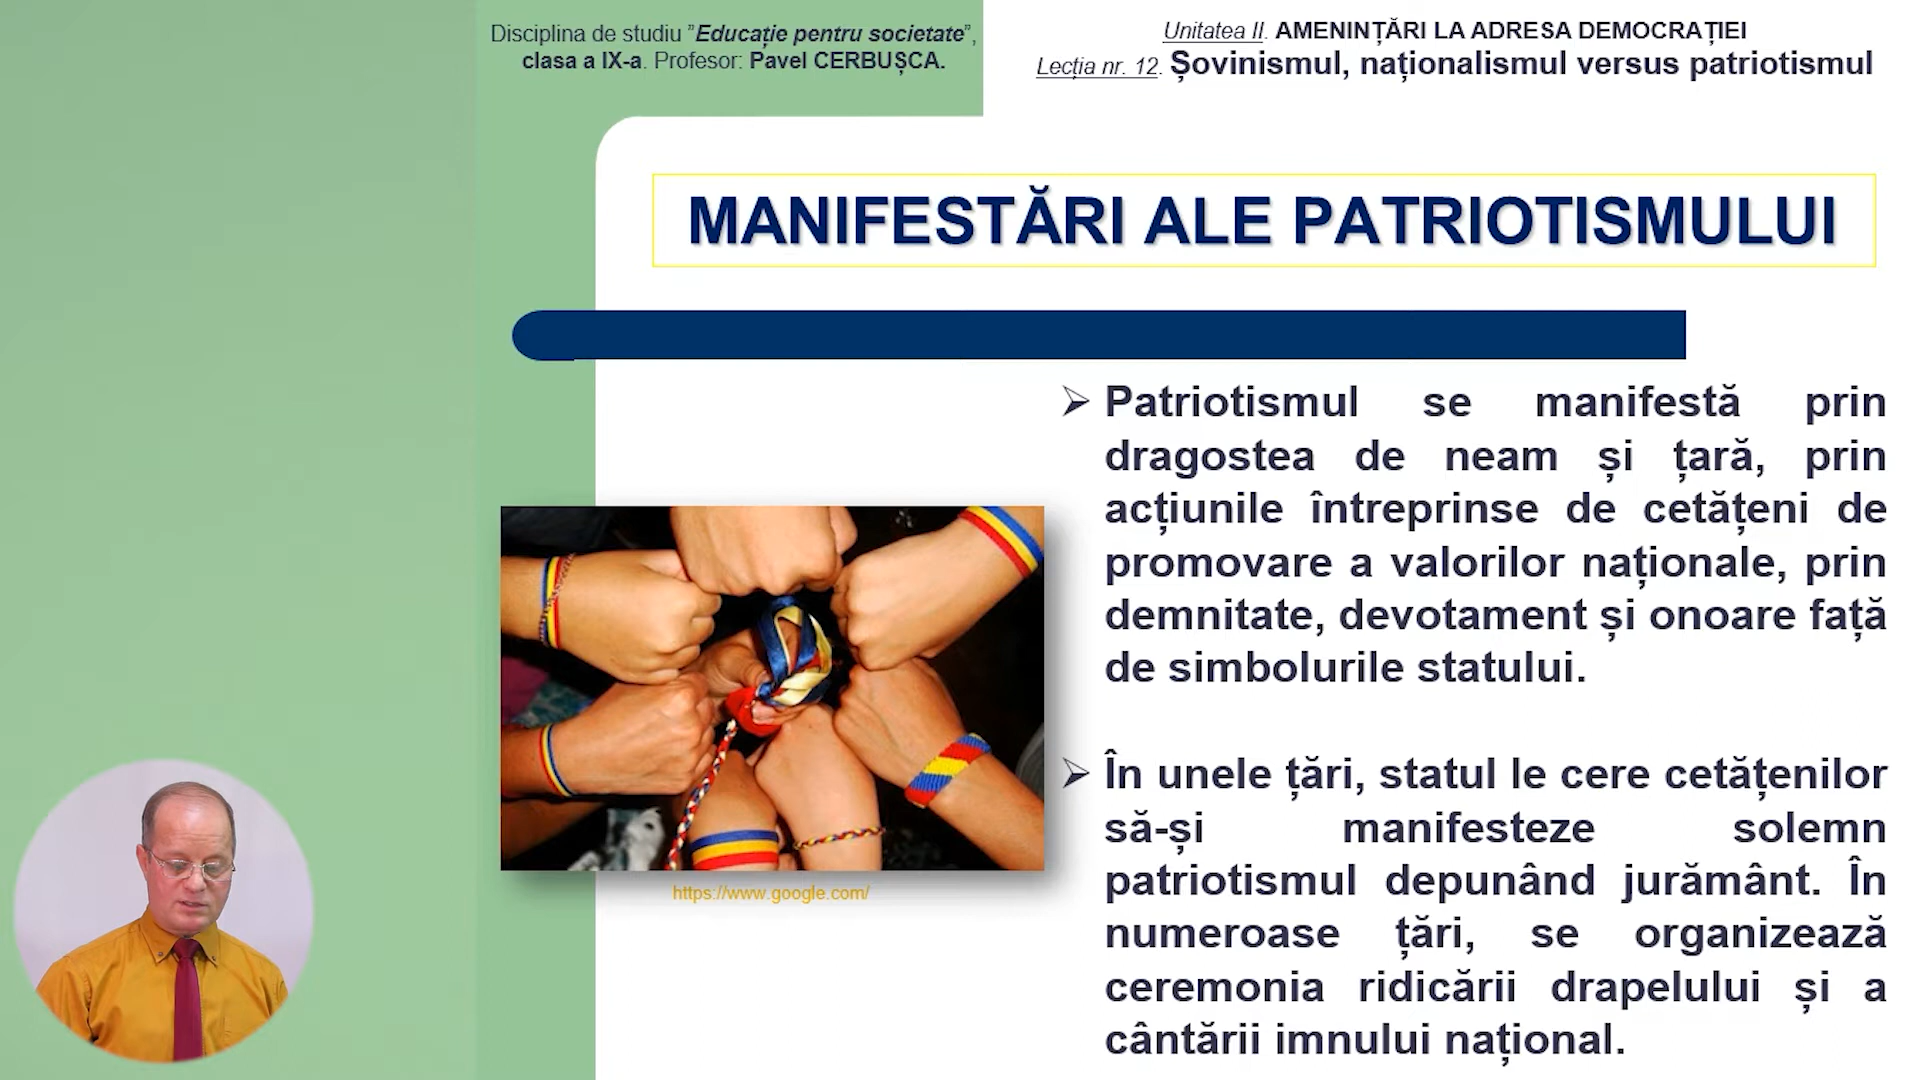 Disciplina de studiu ”Educație pentru societate”,
clasa a IX-a. Profesor: Pavel CERBUȘCA.
Unitatea II. AMENINȚĂRI LA ADRESA DEMOCRAȚIEI
Lecția nr. 12. Șovinismul, naționalismul versus patriotismul
MANIFESTĂRI ALE PATRIOTISMULUI
➢ Patriotismul se manifestă prin
dragostea de neam și țară, prin
acțiunile întreprinse de cetățeni de
promovare a valorilor naționale, prin
demnitate, devotament și onoare față
de simbolurile statului.
➢ În unele țări, statul le cere cetățenilor
să-și manifesteze solemn
patriotismul depunând jurământ. În
numeroase țări, se organizează
ceremonia ridicării drapelului și a
cântării imnului național.
https://www.google.com/